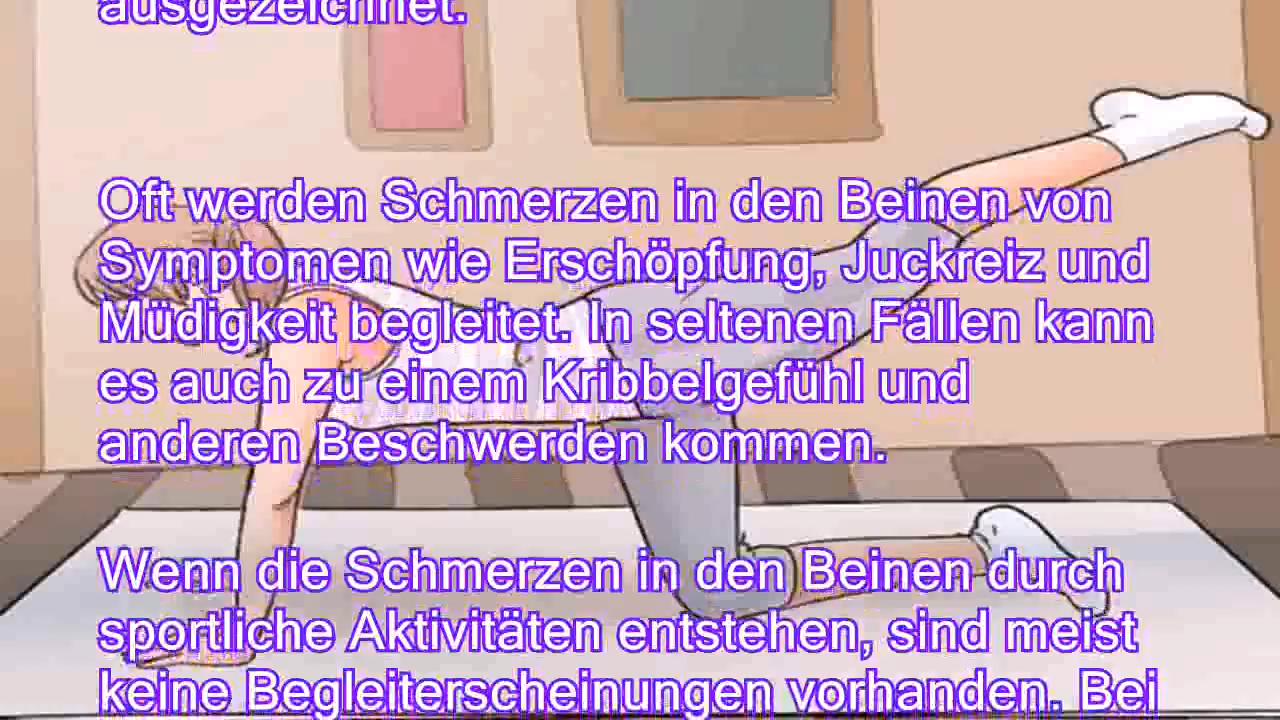 ausgezeichnet.
Oft werden Schmerzen in den Beinen von
Symptomen wie Erschöpfung, Juckreiz und
Müdigkeit begleitet. In seltenen Fällen kann
es auch zu einem Kribbelgefühl und
anderen Beschwerden kommen.
Wenn die Schmerzen in den Beinen durch
sportliche Aktivitäten entstehen, sind meist
keine Begleiterscheinungen vorhanden. Bei